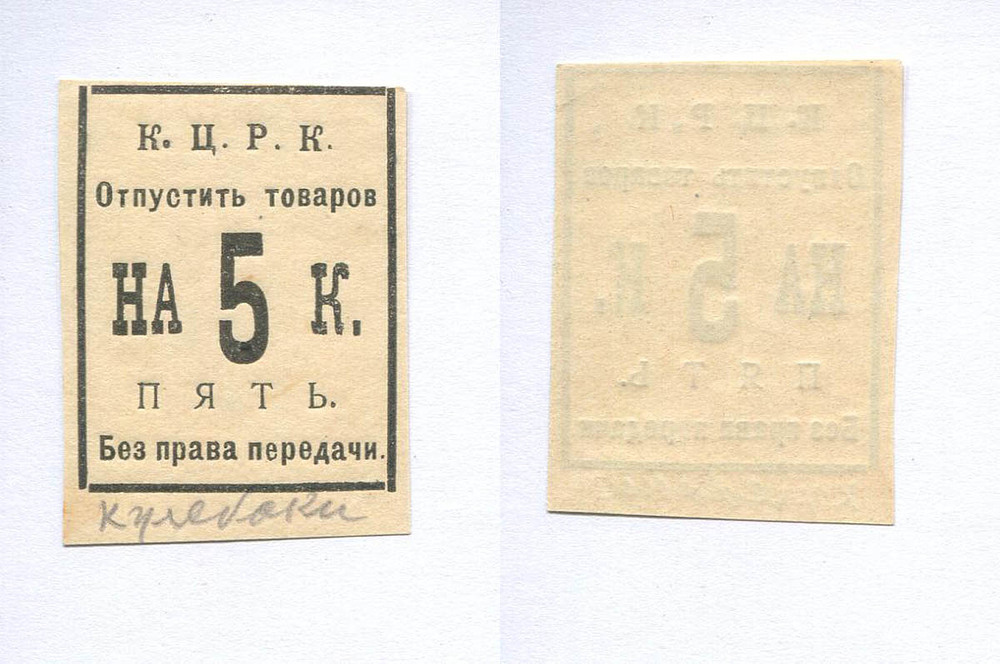 К. Ц. Р. К.
Отпустить товаров
НА 5 К.
ПЯТЬ.
Без права передачи.
Кулебаки